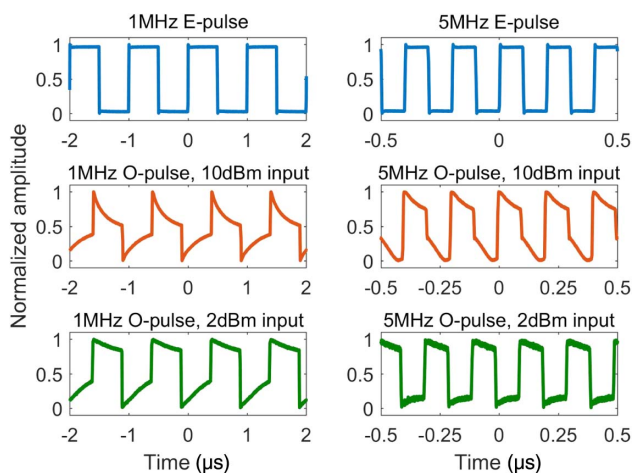 1MHz E-pulse
5MHz E-pulse
1
0.5
0
-2 -1 0 1 2
1
0.5
0
-0.5 -0.25 0 0.25 0.5
1MHz O-pulse, 10dBm input
5MHz O-pulse, 10dBm input
Normalized amplitude
1
0.5
0
-2 -1 0 1 2
1
0.5
0
-0.5 -0.25 0 0.25 0.5
1MHz O-pulse, 2dBm input
5MHz O-pulse, 2dBm input
1
0.5
0
-2 -1 0 1 2
1
0.5
0
-0.5 -0.25 0 0.25 0.5
Time (μs)
Time (μs)